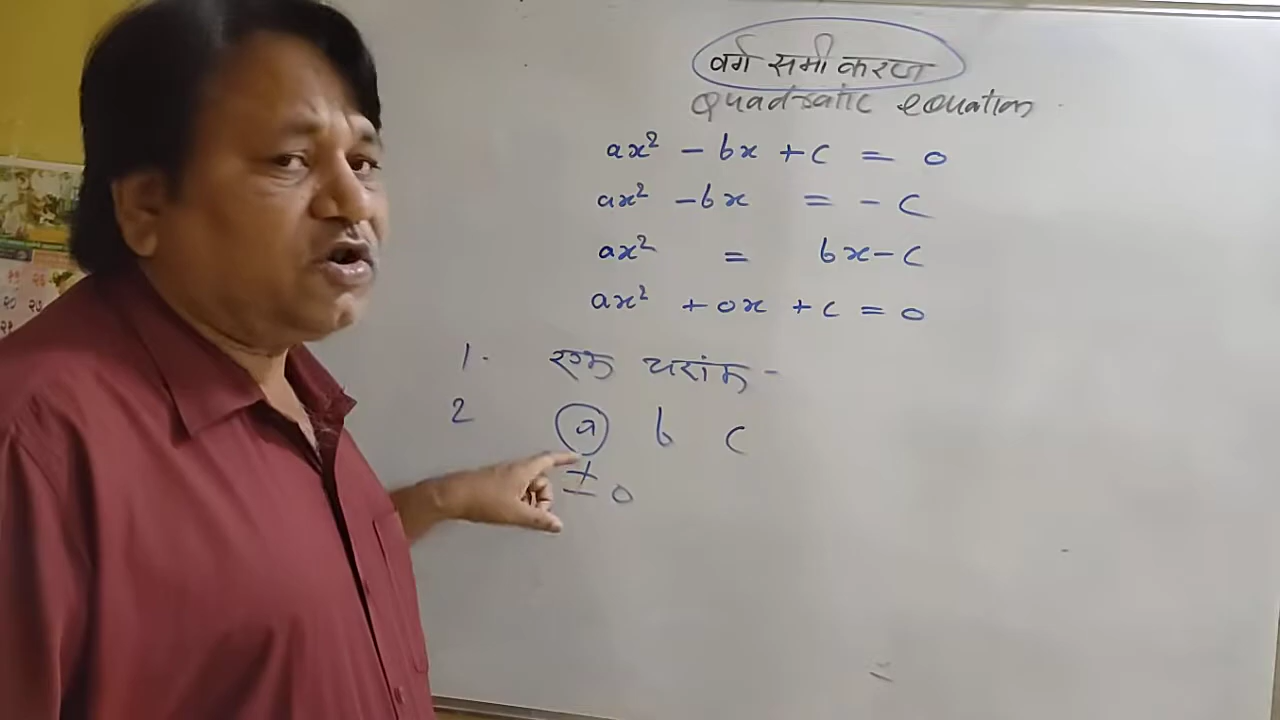 वर्ग समीकरण
Quadratic equation
ax² - bx + c = 0
ax² - bx = - c
ax² = bx - c
ax² + 0x + c = 0
1. एक चरांक -
2 a b c
± 0